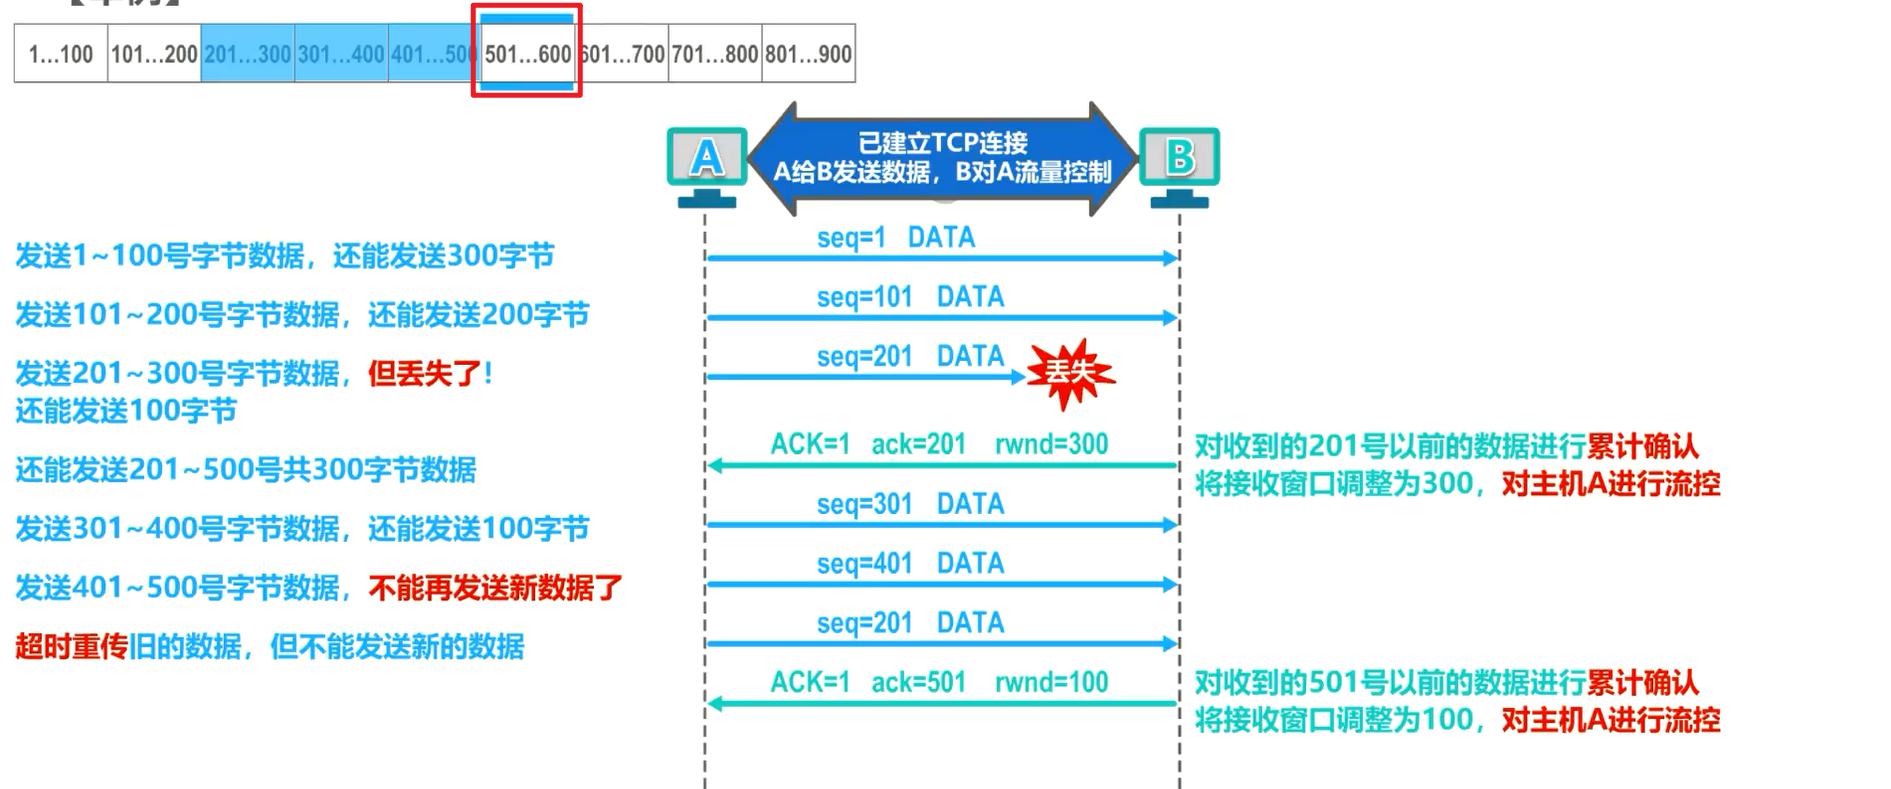 1...100 101...200 201...300 301...400 401...500 501...600 601...700 701...800 801...900
A
已建立TCP连接
A给B发送数据，B对A流量控制
B
seq=1 DATA
发送1~100号字节数据，还能发送300字节
seq=101 DATA
发送101~200号字节数据，还能发送200字节
seq=201 DATA
丢失
发送201~300号字节数据，但丢失了！
还能发送100字节
ACK=1 ack=201 rwnd=300
对收到的201号以前的数据进行累计确认
将接收窗口调整为300，对主机A进行流控
还能发送201~500号共300字节数据
seq=301 DATA
发送301~400号字节数据，还能发送100字节
seq=401 DATA
发送401~500号字节数据，不能再发送新数据了
seq=201 DATA
超时重传旧的数据，但不能发送新的数据
ACK=1 ack=501 rwnd=100
对收到的501号以前的数据进行累计确认
将接收窗口调整为100，对主机A进行流控